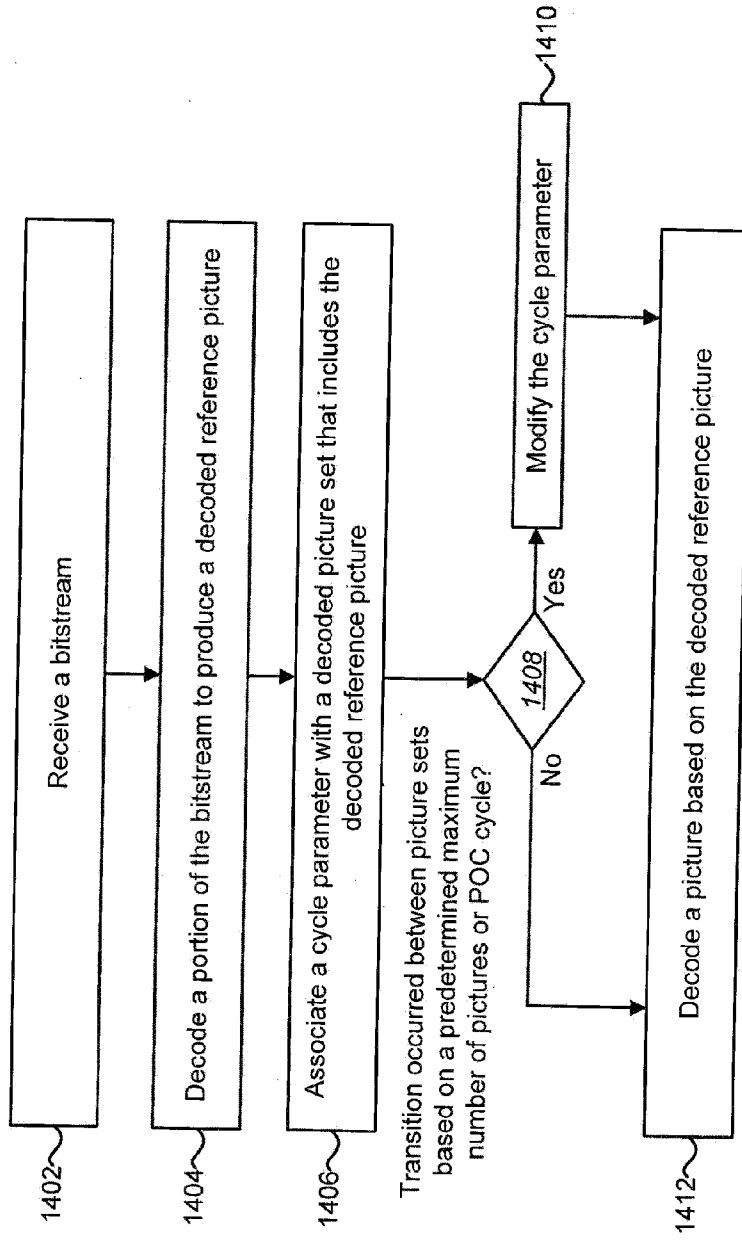 1402
Receive a bitstream
1404
Decode a portion of the bitstream to produce a decoded reference picture
1406
Associate a cycle parameter with a decoded picture set that includes the
decoded reference picture
Transition occurred between picture sets
based on a predetermined maximum
number of pictures or POC cycle?
1408
No
Yes
Modify the cycle parameter
1410
1412
Decode a picture based on the decoded reference picture